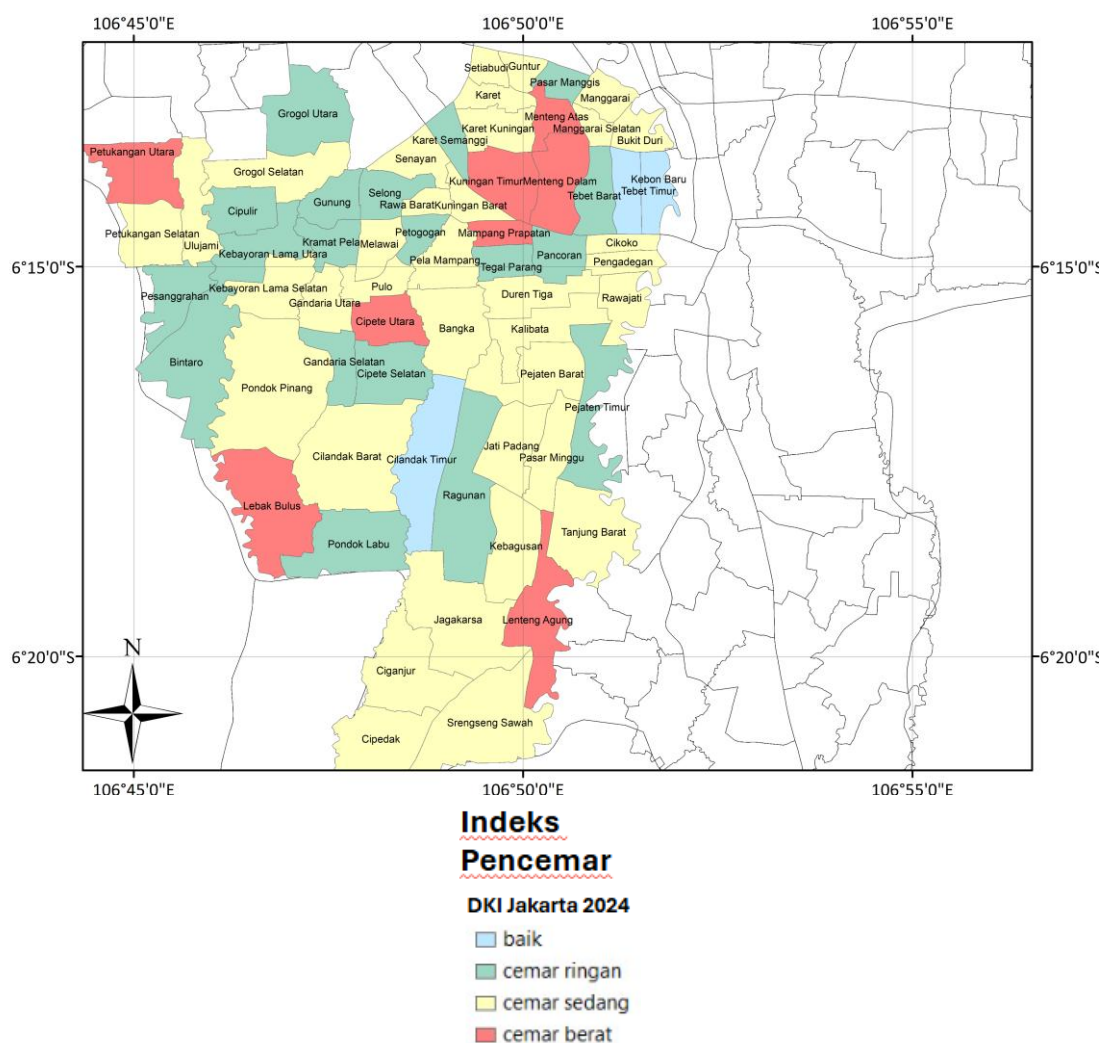 106°45'0"E 106°50'0"E 106°55'0"E
Setiabudi Guntur
Pasar Manggis
Karet
Manggarai
Grogol Utara
Menteng Atas
Karet Kuningan Manggarai Selatan
Karet Semanggi Bukit Duri
Petukangan Utara
Senayan
Grogol Selatan
Kebon Baru
Kuningan Timur Menteng Dalam
Selong Tebet Barat Tebet Timur
Gunung Rawa Barat Kuningan Barat
Cipulir
Petukangan Selatan Petogogan Mampang Prapatan
Ulujami Kramat Pela Melawai Cikoko
Kebayoran Lama Utara Pela Mampang Pancoran
Tegal Parang Pengadegan
6°15'0"S 6°15'0"S
Pesanggrahan Kebayoran Lama Selatan Pulo Duren Tiga
Gandaria Utara Rawajati
Cipete Utara Bangka Kalibata
Bintaro Gandaria Selatan
Cipete Selatan Pejaten Barat
Pondok Pinang
Pejaten Timur
Jati Padang
Cilandak Barat Cilandak Timur Pasar Minggu
Ragunan
Lebak Bulus
Tanjung Barat
Pondok Labu Kebagusan
Jagakarsa Lenteng Agung
N
6°20'0"S 6°20'0"S
Ciganjur
Srengseng Sawah
Cipedak
106°45'0"E 106°50'0"E 106°55'0"E
Indeks
Pencemar
DKI Jakarta 2024
baik
cemar ringan
cemar sedang
cemar berat